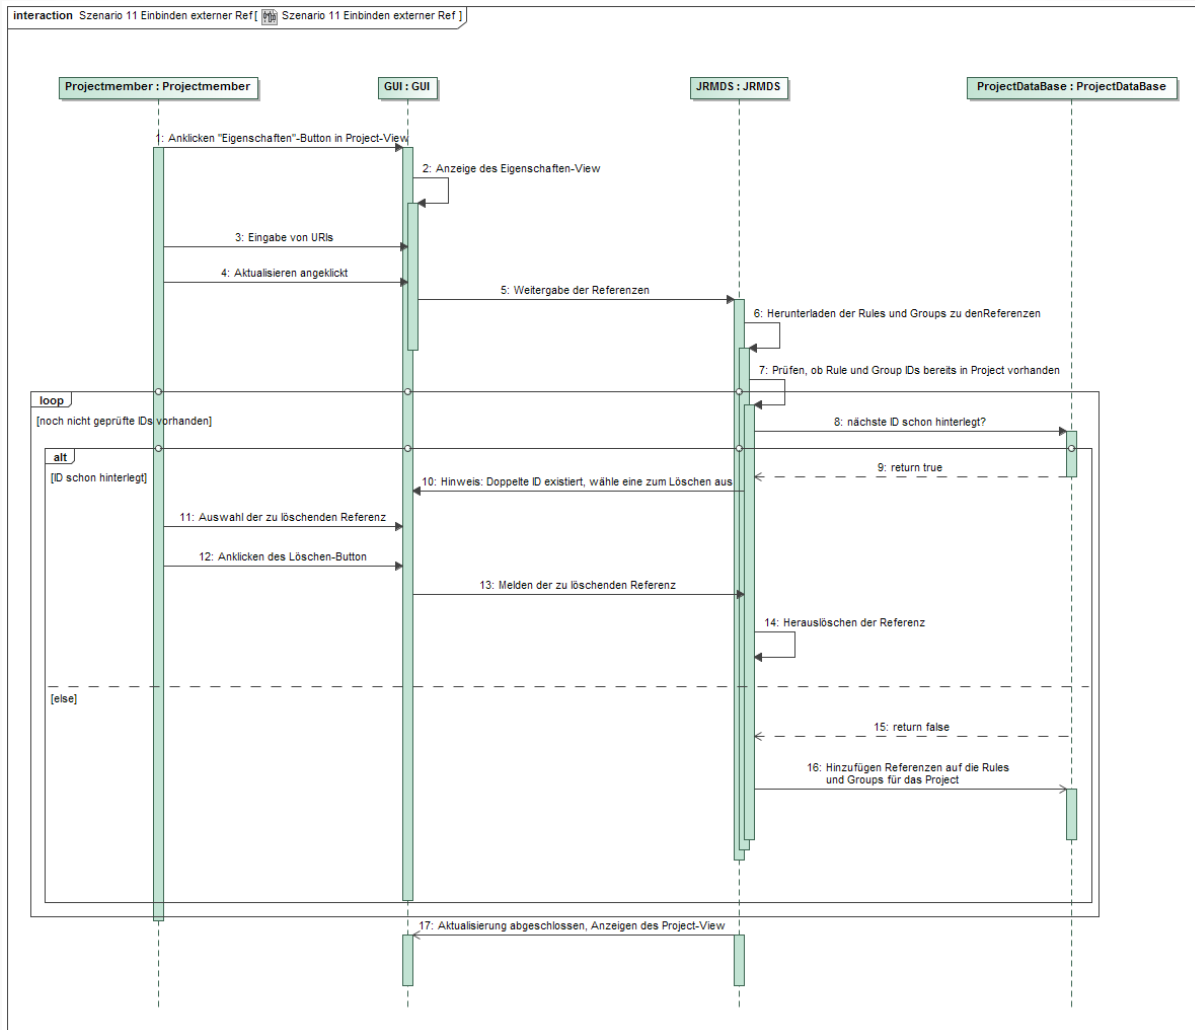 interaction Szenario 11 Einbinden externer Ref [ Szenario 11 Einbinden externer Ref ]
Projectmember : Projectmember
GUI : GUI
JRMDS : JRMDS
ProjectDataBase : ProjectDataBase
1: Anklicken "Eigenschaften"-Button in Project-View
2: Anzeige des Eigenschaften-View
3: Eingabe von URIs
4: Aktualisieren angeklickt
5: Weitergabe der Referenzen
6: Herunterladen der Rules und Groups zu denReferenzen
7: Prüfen, ob Rule und Group IDs bereits in Project vorhanden
loop
[noch nicht geprüfte IDs vorhanden]
8: nächste ID schon hinterlegt?
alt
[ID schon hinterlegt]
9: return true
10: Hinweis: Doppelte ID existiert, wähle eine zum Löschen aus
11: Auswahl der zu löschenden Referenz
12: Anklicken des Löschen-Button
13: Melden der zu löschenden Referenz
14: Herauslöschen der Referenz
[else]
15: return false
16: Hinzufügen Referenzen auf die Rules
und Groups für das Project
17: Aktualisierung abgeschlossen, Anzeigen des Project-View